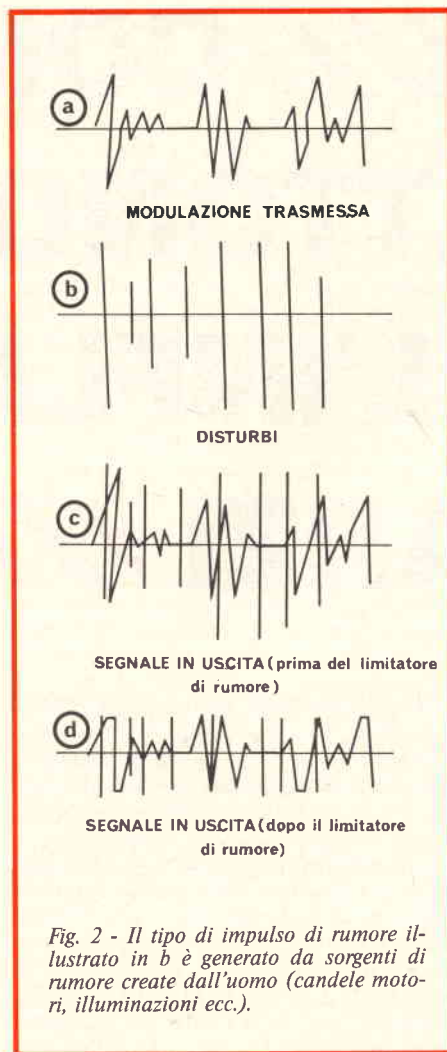 a
MODULAZIONE TRASMESSA
b
DISTURBI
c
SEGNALE IN USCITA (prima del limitatore
di rumore)
d
SEGNALE IN USCITA (dopo il limitatore
di rumore)
Fig. 2 - Il tipo di impulso di rumore il-
lustrato in b è generato da sorgenti di
rumore create dall'uomo (candele moto-
ri, illuminazioni ecc.).